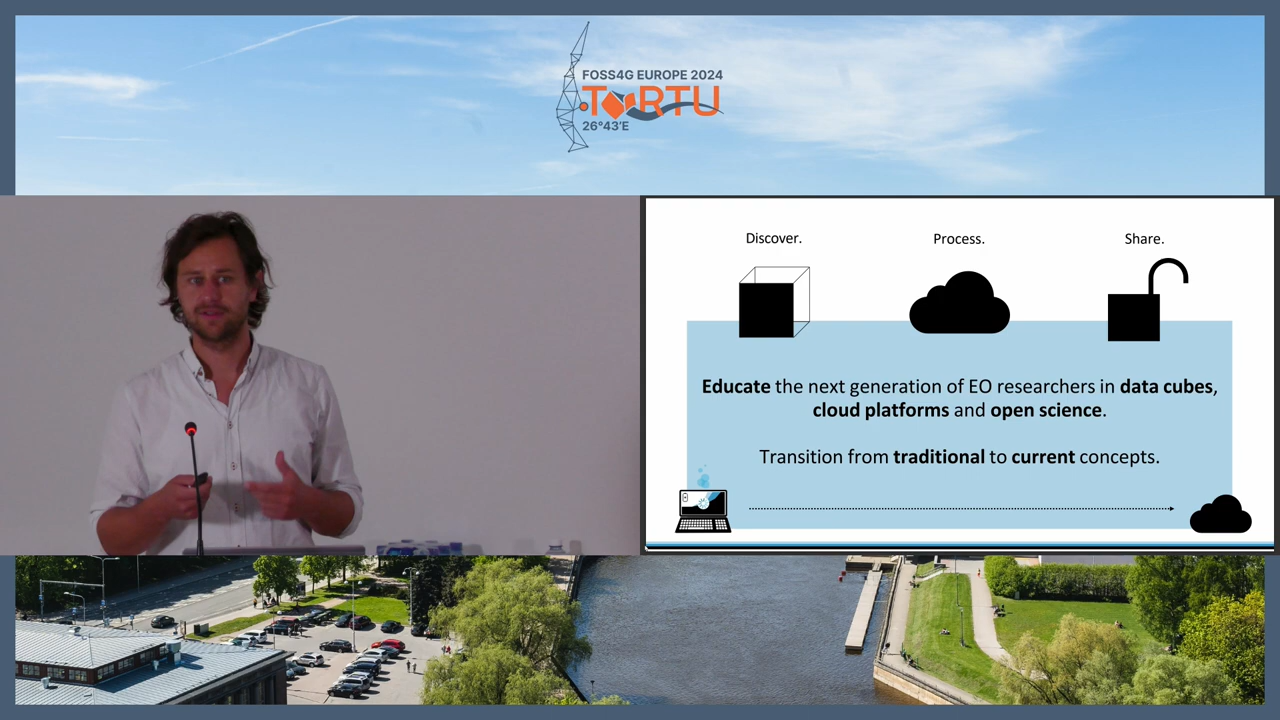 FOSS4G EUROPE 2024
TORTU
26°43'E
Discover.
Process.
Share.
Educate the next generation of EO researchers in data cubes,
cloud platforms and open science.
Transition from traditional to current concepts.